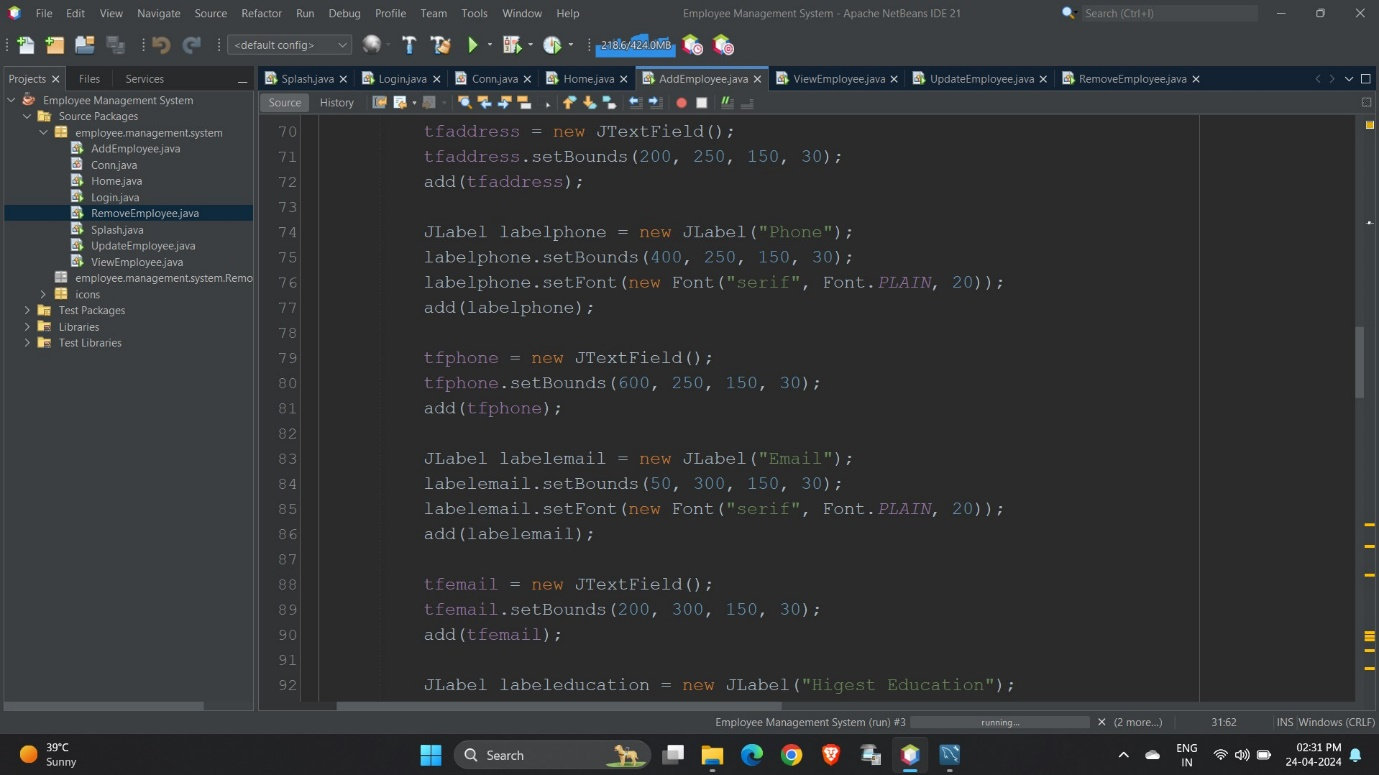 File Edit View Navigate Source Refactor Run Debug Profile Team Tools Window Help Employee Management System - Apache NetBeans IDE 21 Search (Ctrl+I)
<default config> 218.6/424.0MB
Projects Files Services
Splash.java Login.java Conn.java Home.java AddEmployee.java ViewEmployee.java UpdateEmployee.java RemoveEmployee.java
Source History
Employee Management System
Source Packages
employee.management.system
AddEmployee.java
Conn.java
Home.java
Login.java
RemoveEmployee.java
Splash.java
UpdateEmployee.java
ViewEmployee.java
employee.management.system.Remo
icons
Test Packages
Libraries
Test Libraries
70 tfaddress = new JTextField();
71 tfaddress.setBounds(200, 250, 150, 30);
72 add(tfaddress);
73
74 JLabel labelphone = new JLabel("Phone");
75 labelphone.setBounds(400, 250, 150, 30);
76 labelphone.setFont(new Font("serif", Font.PLAIN, 20));
77 add(labelphone);
78
79 tfphone = new JTextField();
80 tfphone.setBounds(600, 250, 150, 30);
81 add(tfphone);
82
83 JLabel labelemail = new JLabel("Email");
84 labelemail.setBounds(50, 300, 150, 30);
85 labelemail.setFont(new Font("serif", Font.PLAIN, 20));
86 add(labelemail);
87
88 tfemail = new JTextField();
89 tfemail.setBounds(200, 300, 150, 30);
90 add(tfemail);
91
92 JLabel labeleducation = new JLabel("Higest Education");
Employee Management System (run) #3 running... (2 more...) 31:62 INS Windows (CRLF)
39°C
Sunny
Search
ENG
IN
02:31 PM
24-04-2024